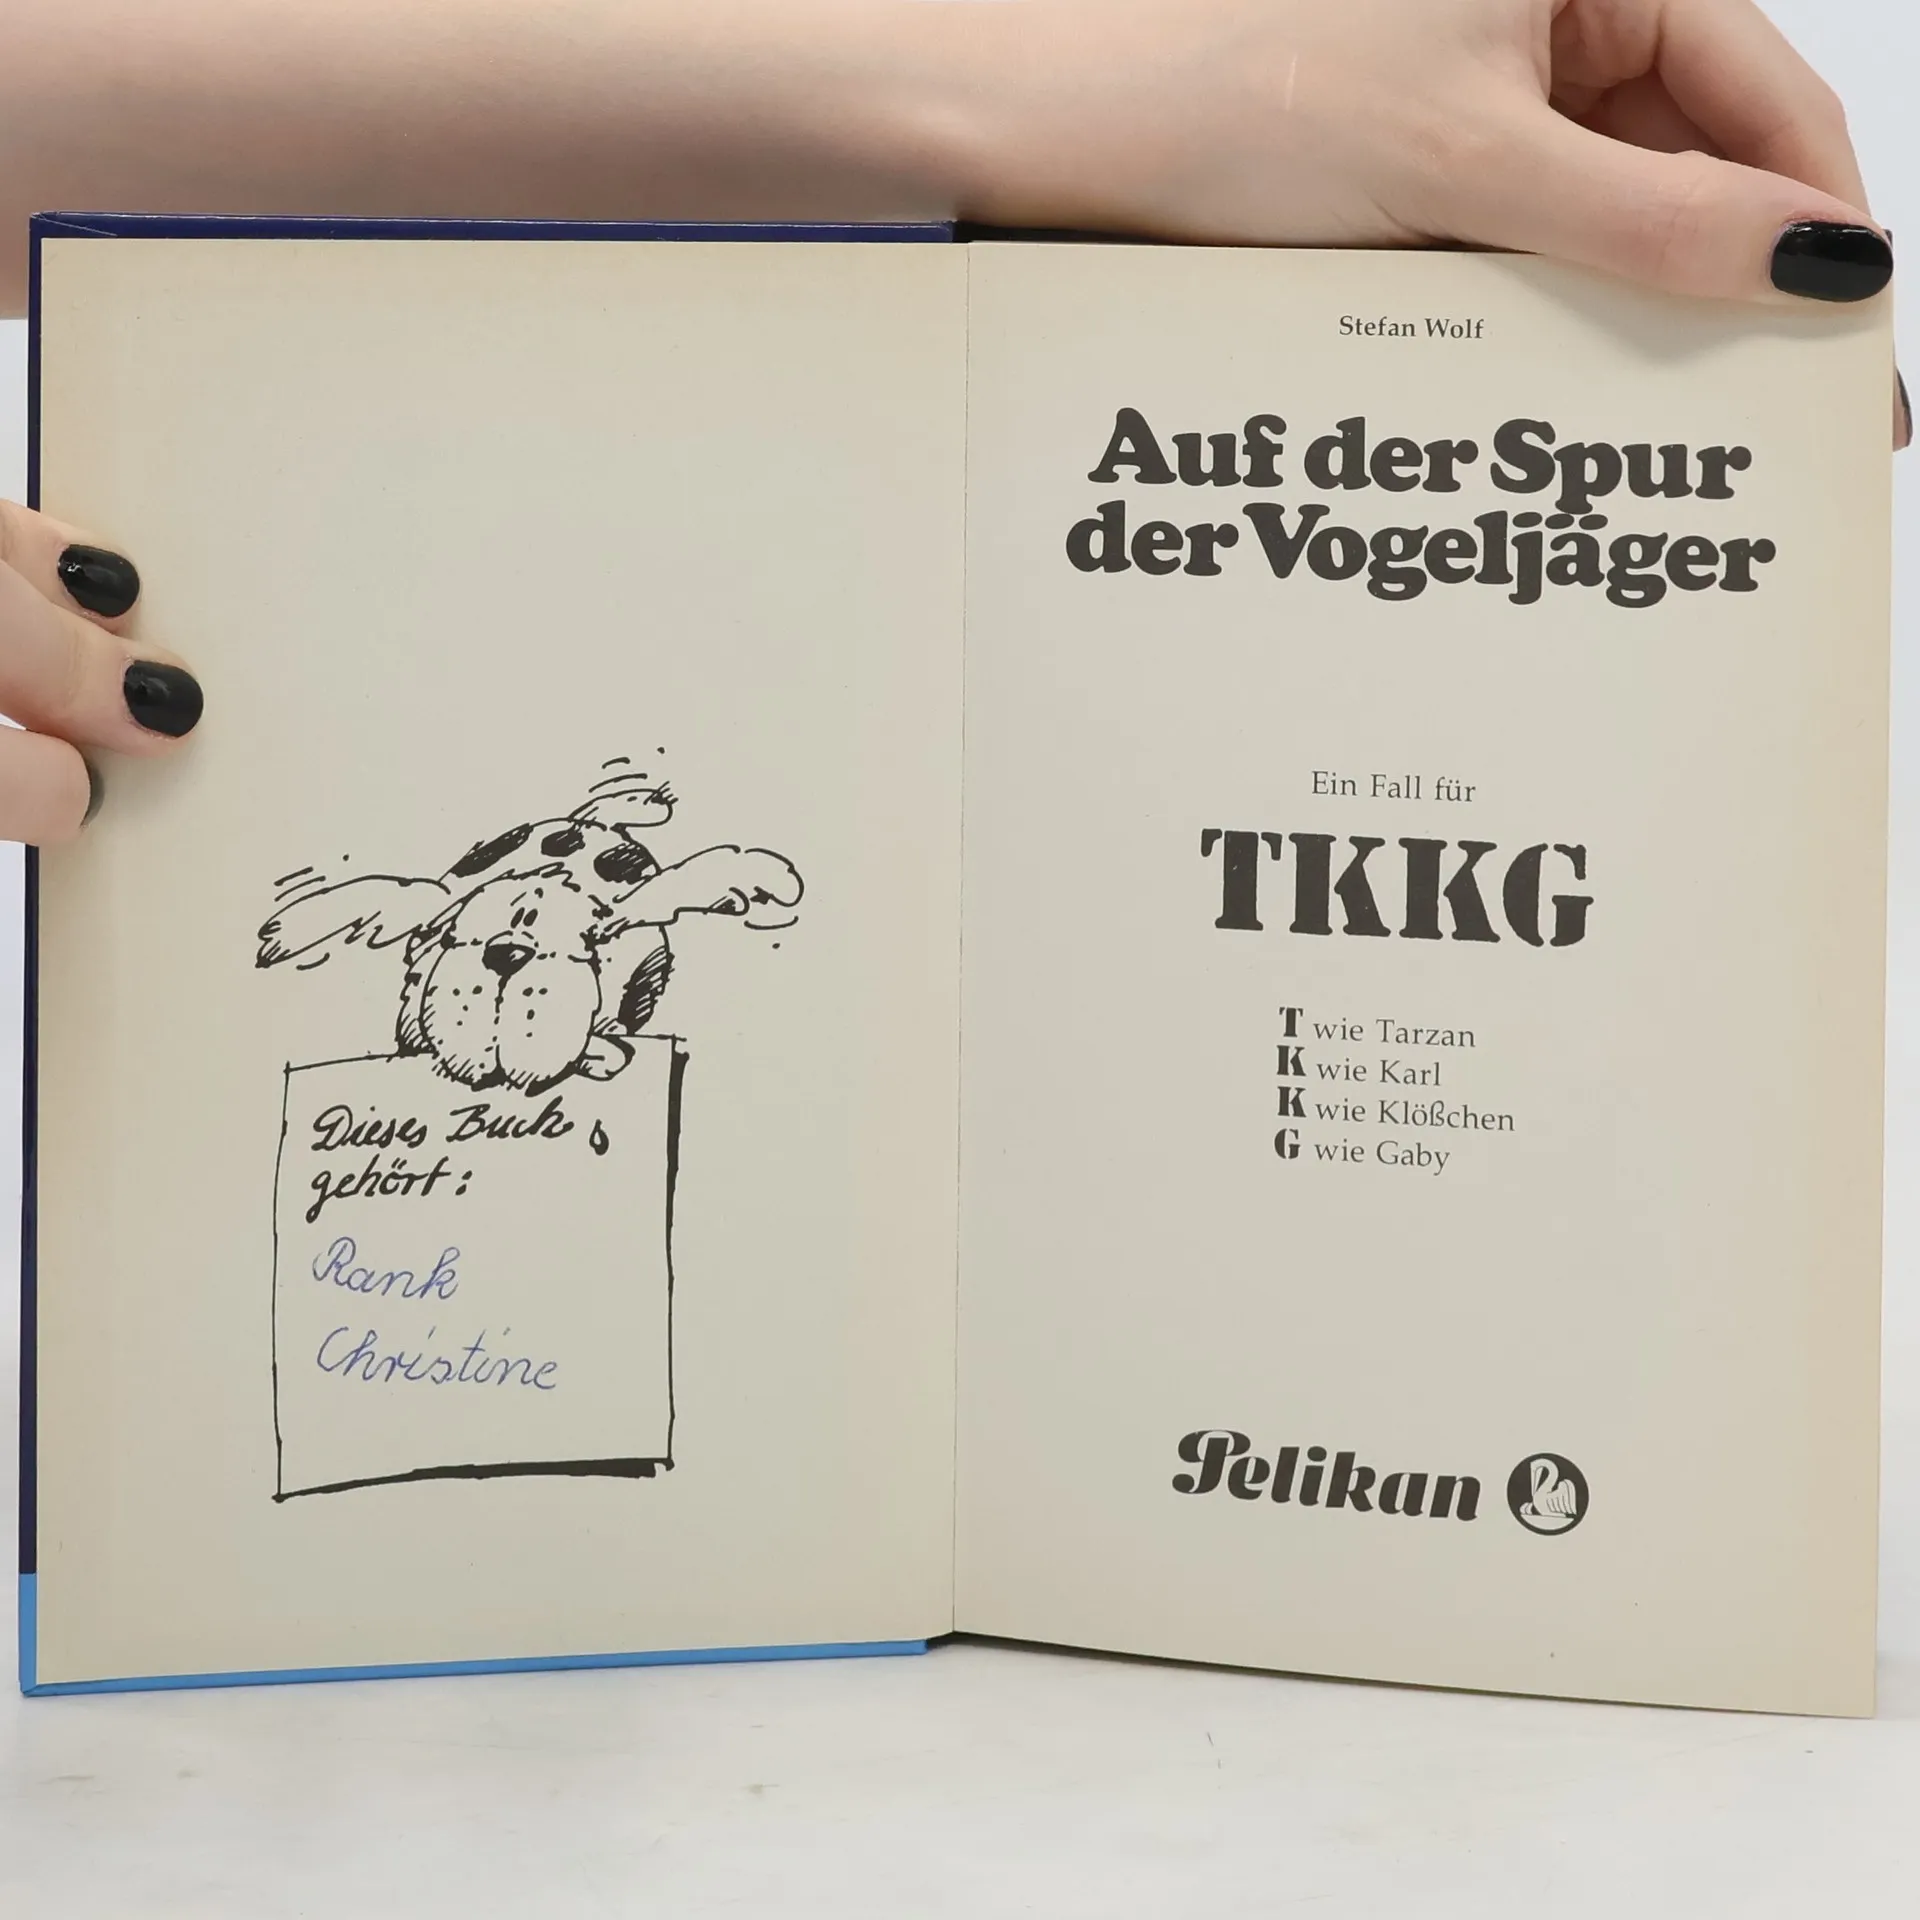 Dieses Buch
gehört:
Rank
Christine
Stefan Wolf
Auf der Spur
der Vogeljäger
Ein Fall für
TKKG
T wie Tarzan
K wie Karl
K wie Klößchen
G wie Gaby
Pelikan